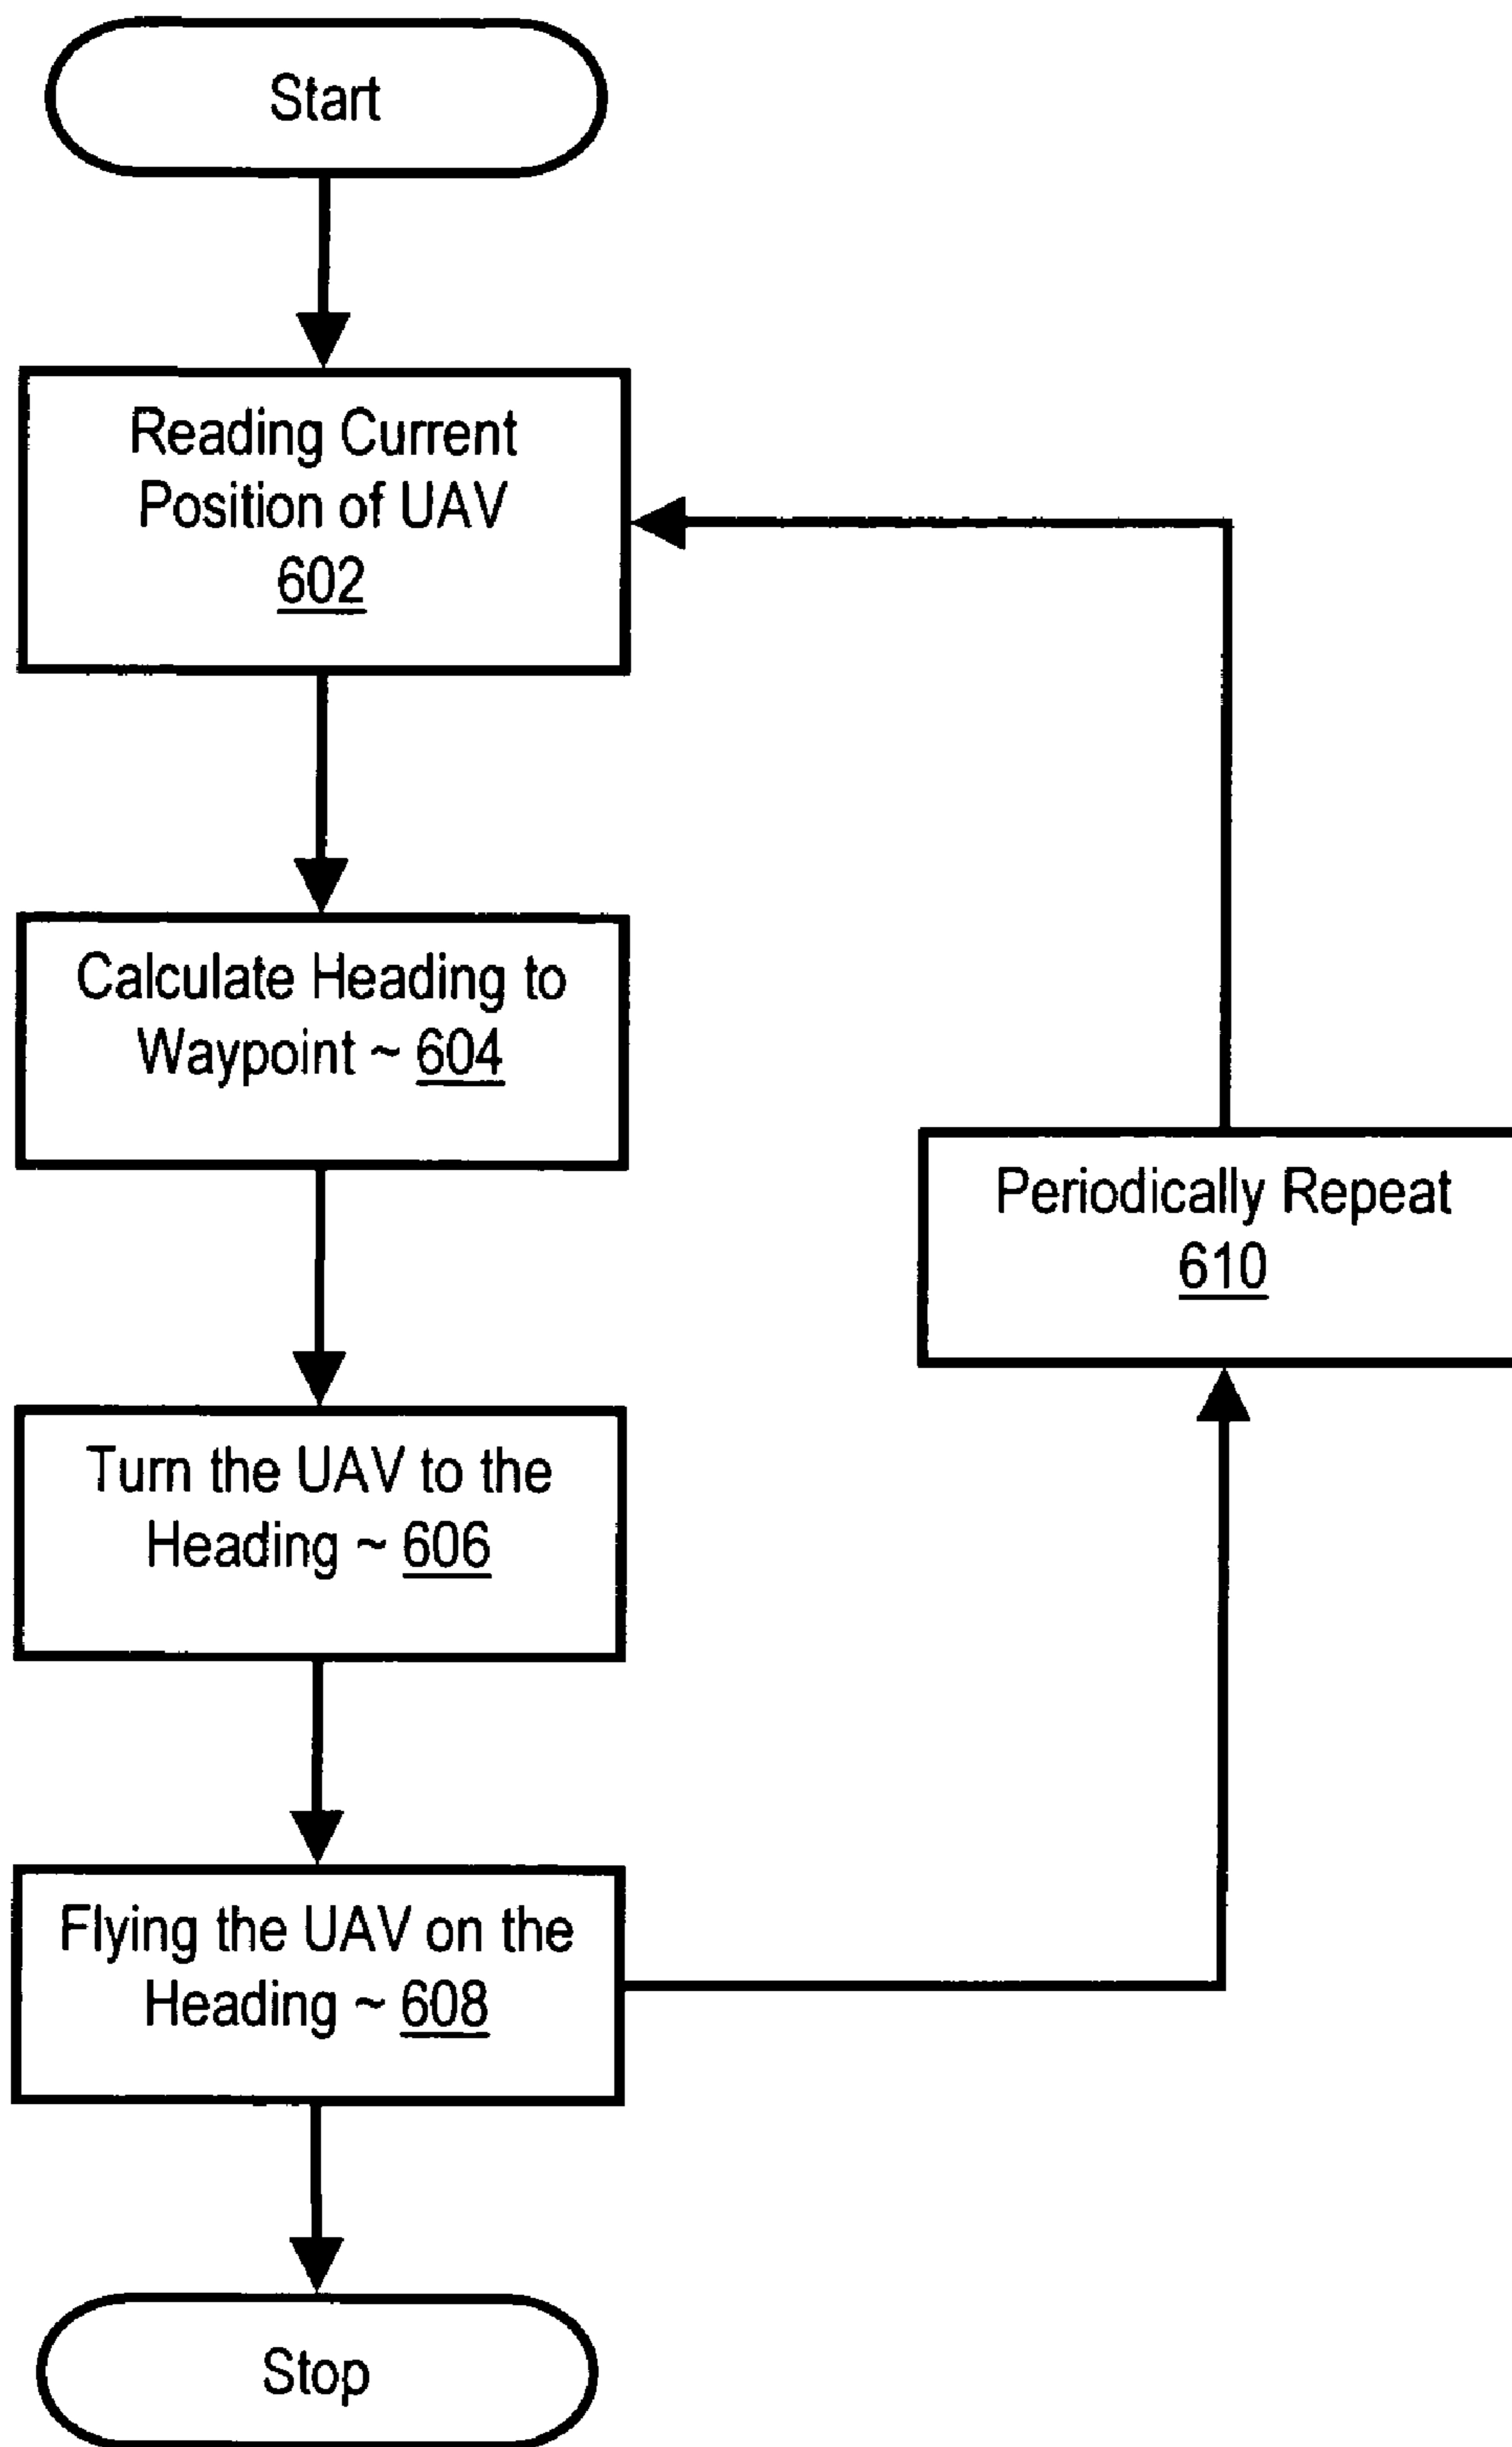 Start
Reading Current
Position of UAV
602
Calculate Heading to
Waypoint ~ 604
Periodically Repeat
610
Turn the UAV to the
Heading ~ 606
Flying the UAV on the
Heading ~ 608
Stop